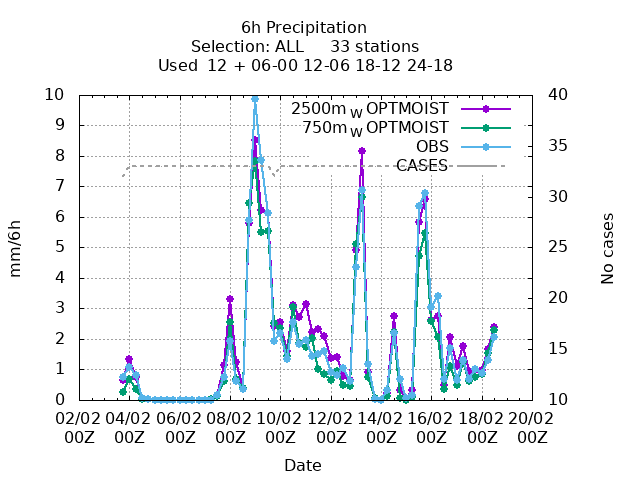 6h Precipitation
Selection: ALL 33 stations
Used 12 + 06-00 12-06 18-12 24-18
2500m W OPTMOIST
750m W OPTMOIST
OBS
CASES
mm/6h
10
9
8
7
6
5
4
3
2
1
0
40
35
30
25
20
15
10
No cases
02/02 04/02 06/02 08/02 10/02 12/02 14/02 16/02 18/02 20/02
00Z 00Z 00Z 00Z 00Z 00Z 00Z 00Z 00Z 00Z
Date